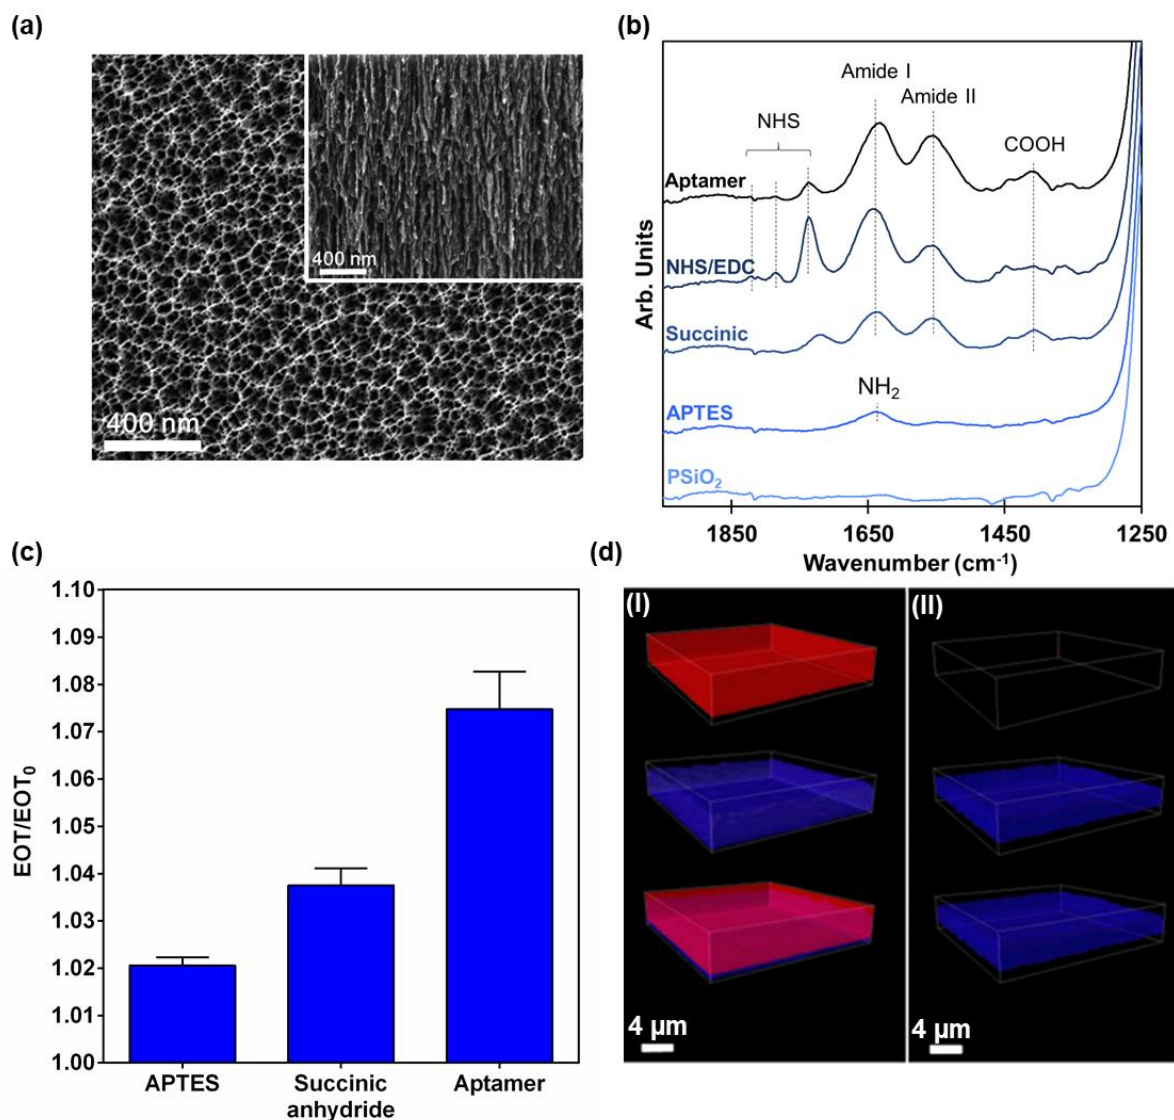 (a)
400 nm
400 nm
(b)
Amide I
Amide II
NHS
COOH
Aptamer
NHS/EDC
Succinic
NH₂
APTES
PSiO₂
Arb. Units
1850 1650 1450 1250
Wavenumber (cm⁻¹)
(c)
1.10
1.09
1.08
1.07
1.06
1.05
1.04
1.03
1.02
1.01
1.00
EOT/EOT₀
APTES Succinic anhydride Aptamer
(d)
(I)
(II)
4 µm
4 µm